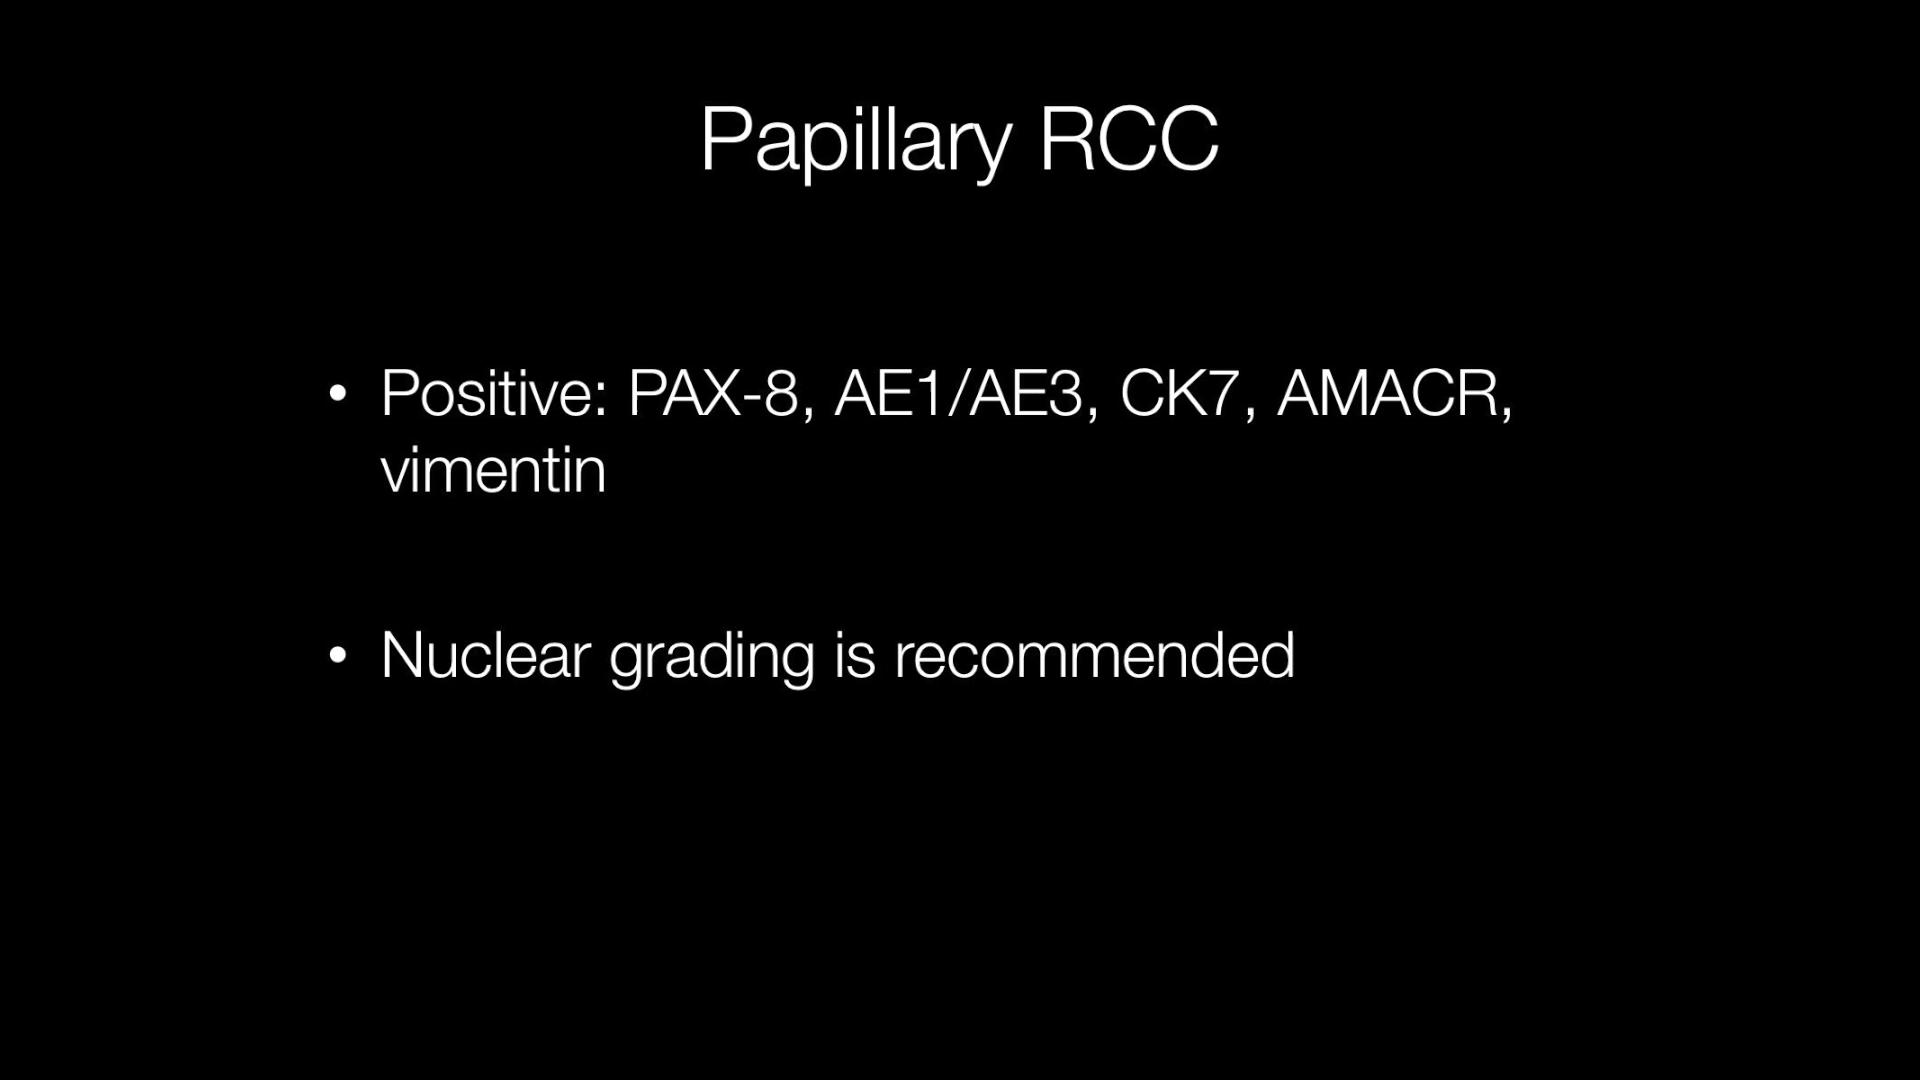 Papillary RCC
• Positive: PAX-8, AE1/AE3, CK7, AMACR,
vimentin
• Nuclear grading is recommended